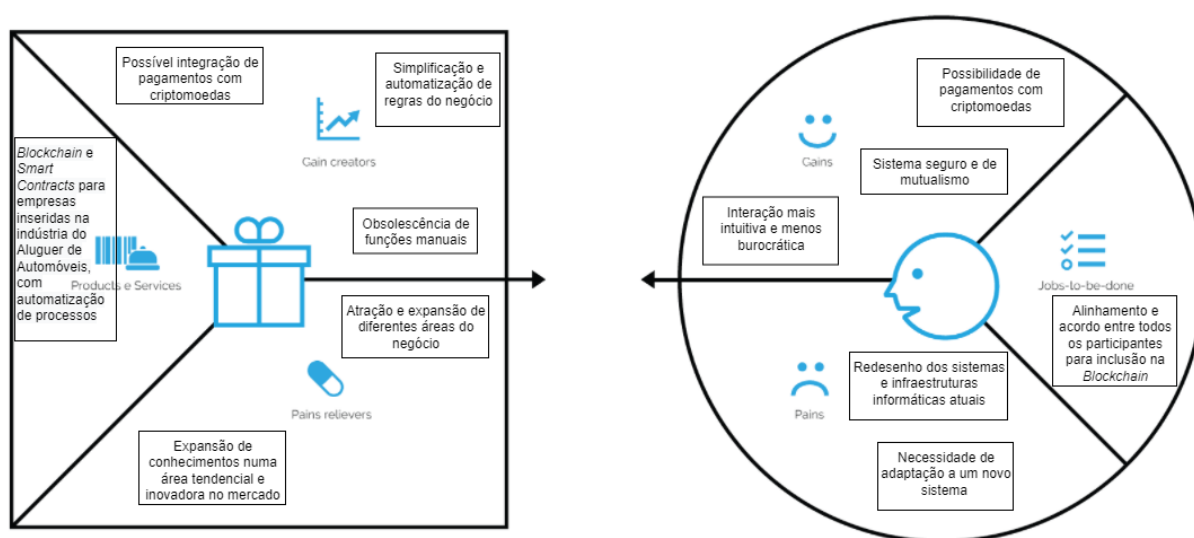 Possível integração de
pagamentos com
criptomoedas
Simplificação e
automatização de
regras do negócio
Gain creators
Blockchain e
Smart
Contracts para
empresas
inseridas na
indústria do
Aluguer de
Automóveis,
com
automatização
de processos
Products e Services
Obsolescência de
funções manuais
Atração e expansão de
diferentes áreas do
negócio
Pains relievers
Expansão de
conhecimentos numa
área tendencial e
inovadora no mercado
Possibilidade de
pagamentos com
criptomoedas
Gains
Sistema seguro e de
mutualismo
Interação mais
intuitiva e menos
burocrática
Jobs-to-be-done
Alinhamento e
acordo entre todos
os participantes
para inclusão na
Blockchain
Redesenho dos sistemas
e infraestruturas
informáticas atuais
Pains
Necessidade de
adaptação a um novo
sistema